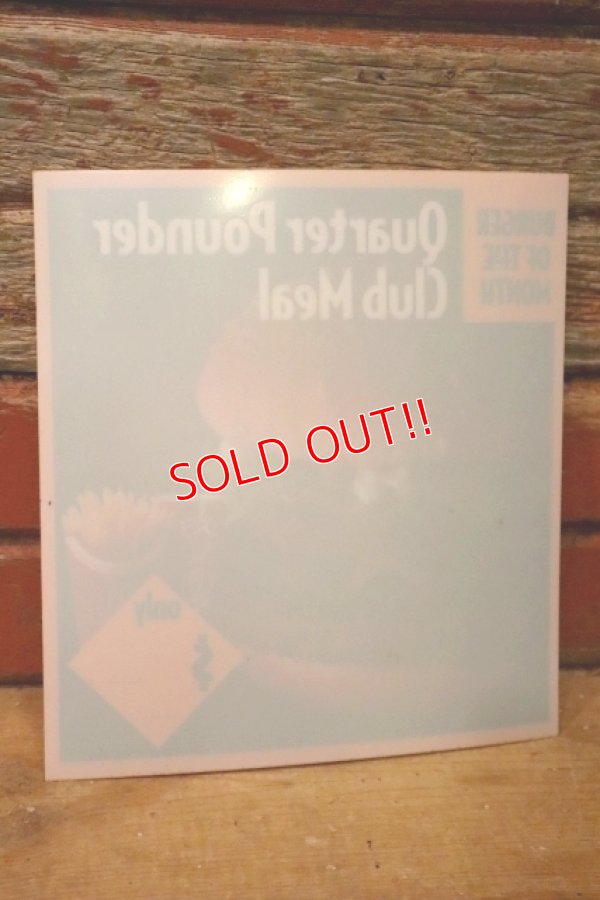 Quarter Pounder
Club Meal
BURGER
OF THE
MONTH
SOLD OUT!!
only
$